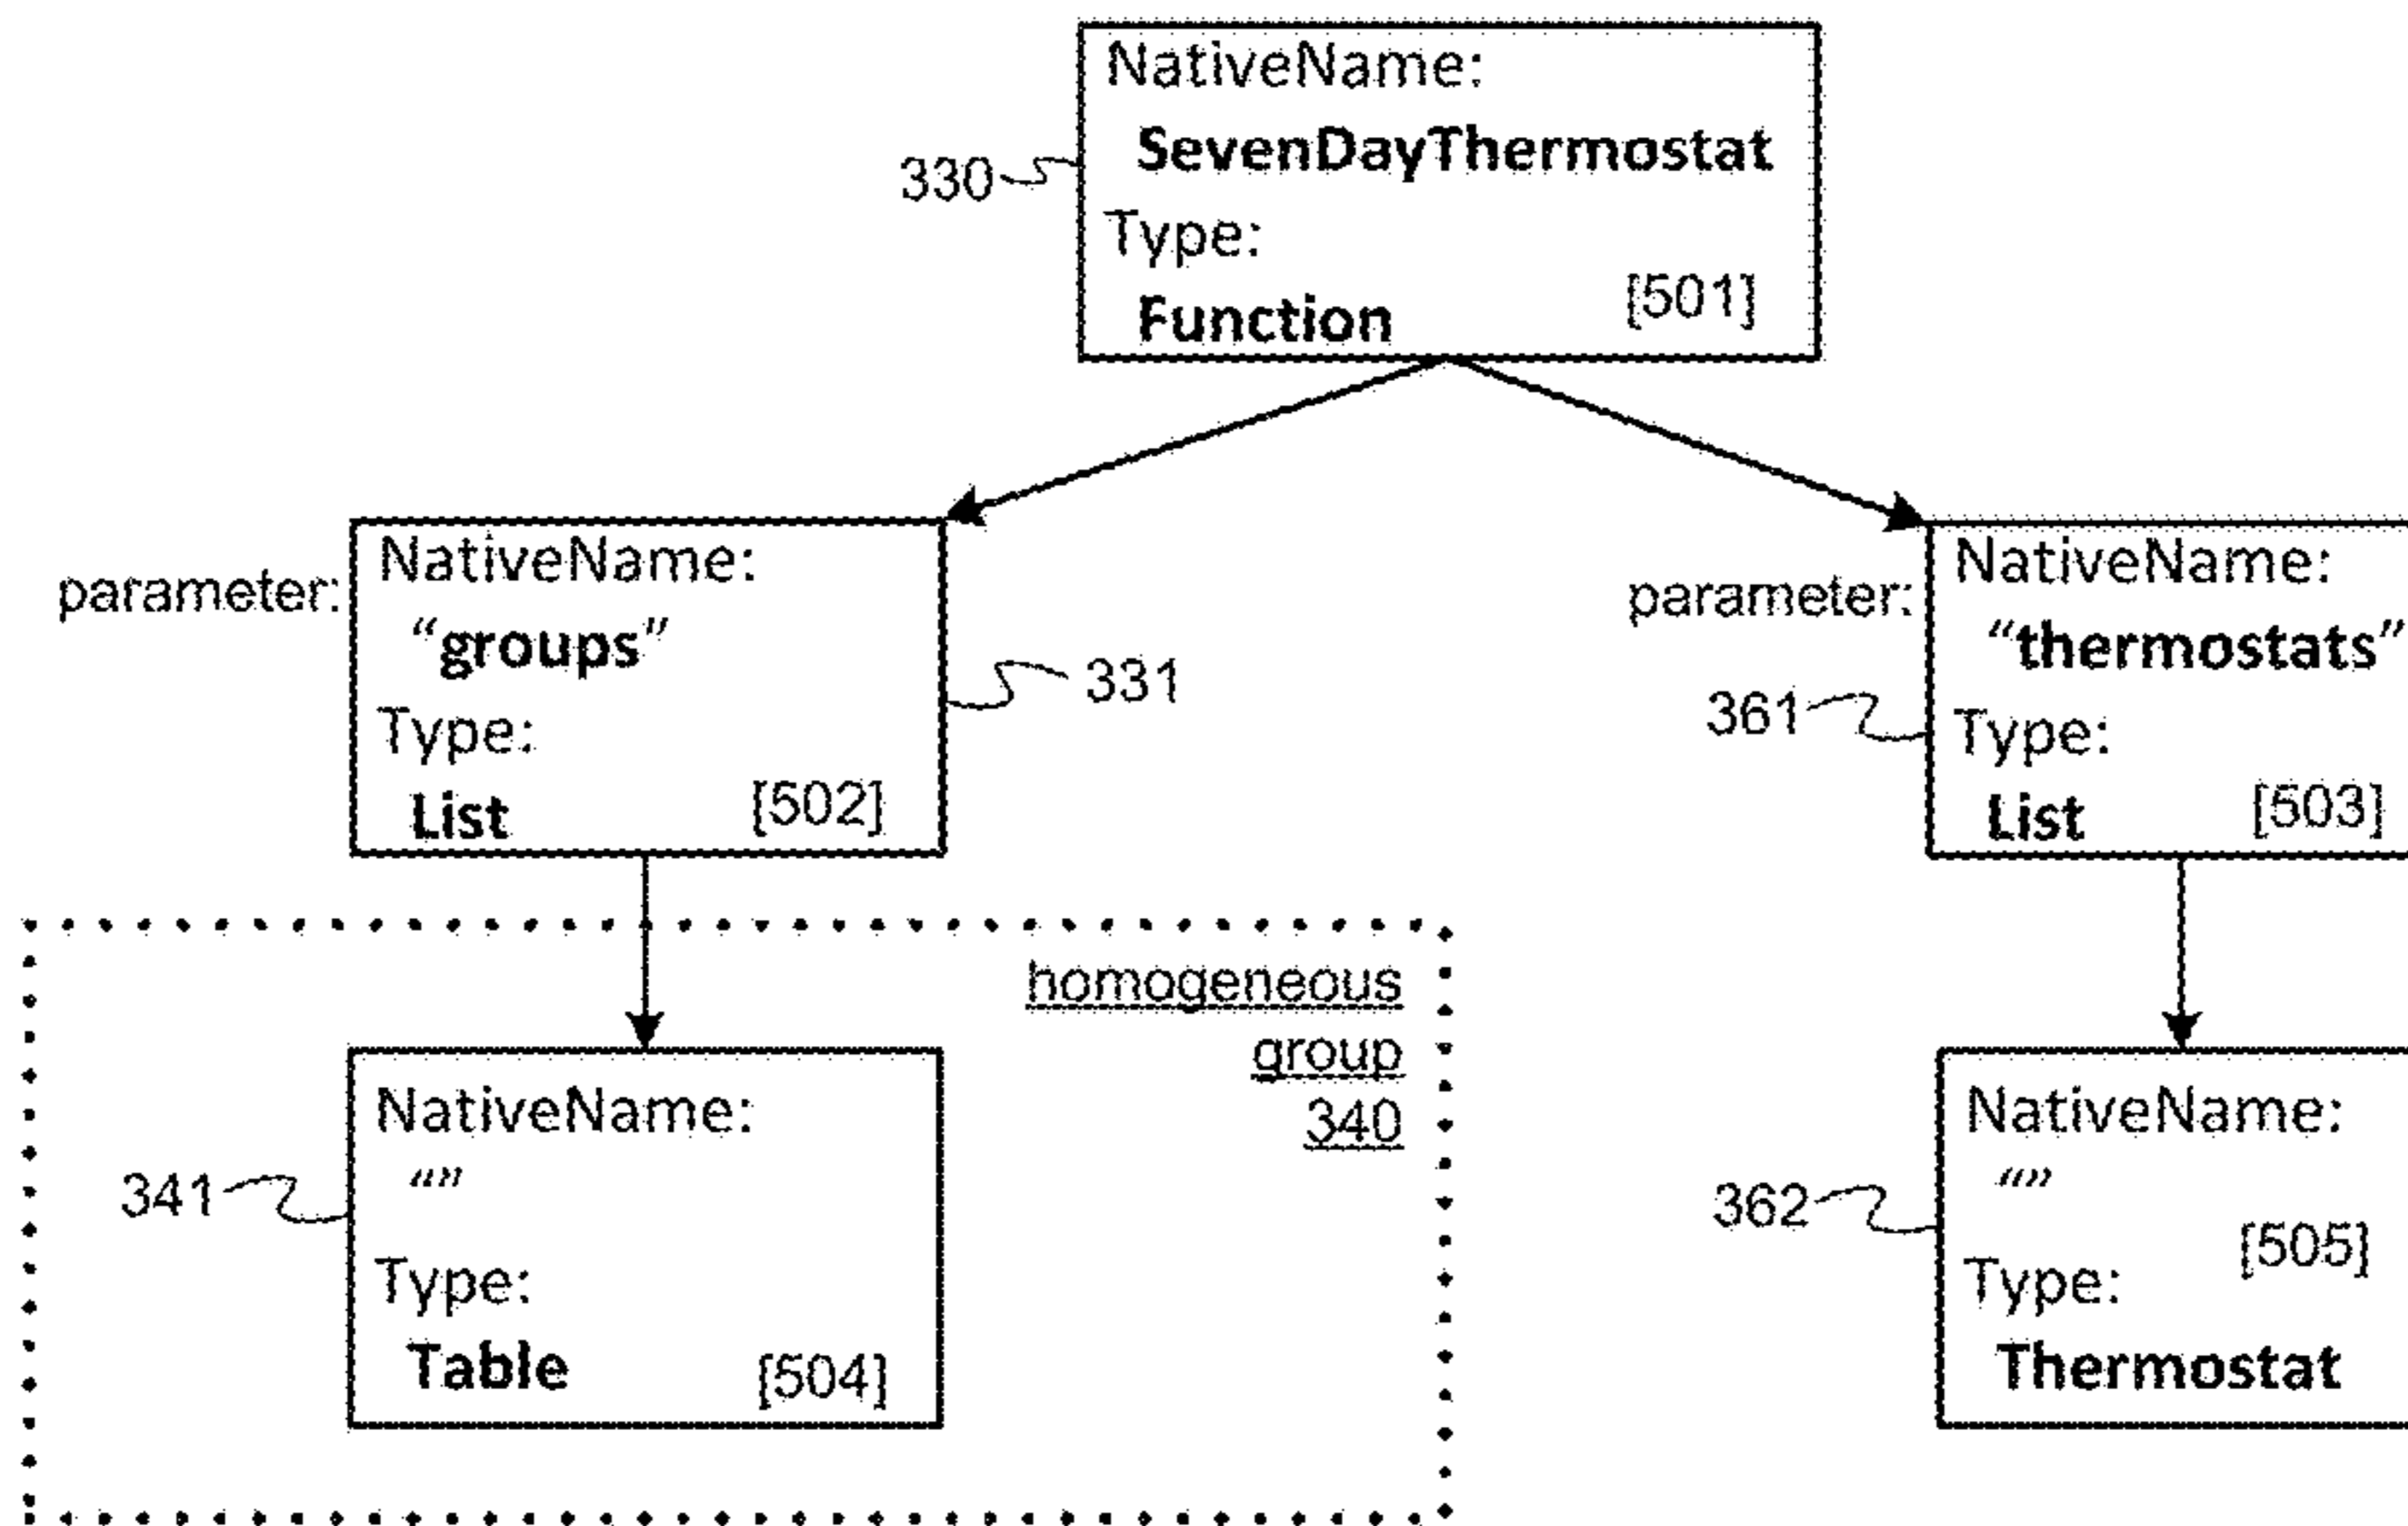 NativeName:
SevenDayThermostat
330
Type:
[501]
Function
parameter:
NativeName:
“groups”
331
Type:
[502]
List
parameter:
NativeName:
“thermostats”
361
Type:
[503]
List
homogeneous
group
340
NativeName:
“”
341
Type:
Table
[504]
NativeName:
“”
362
[505]
Type:
Thermostat